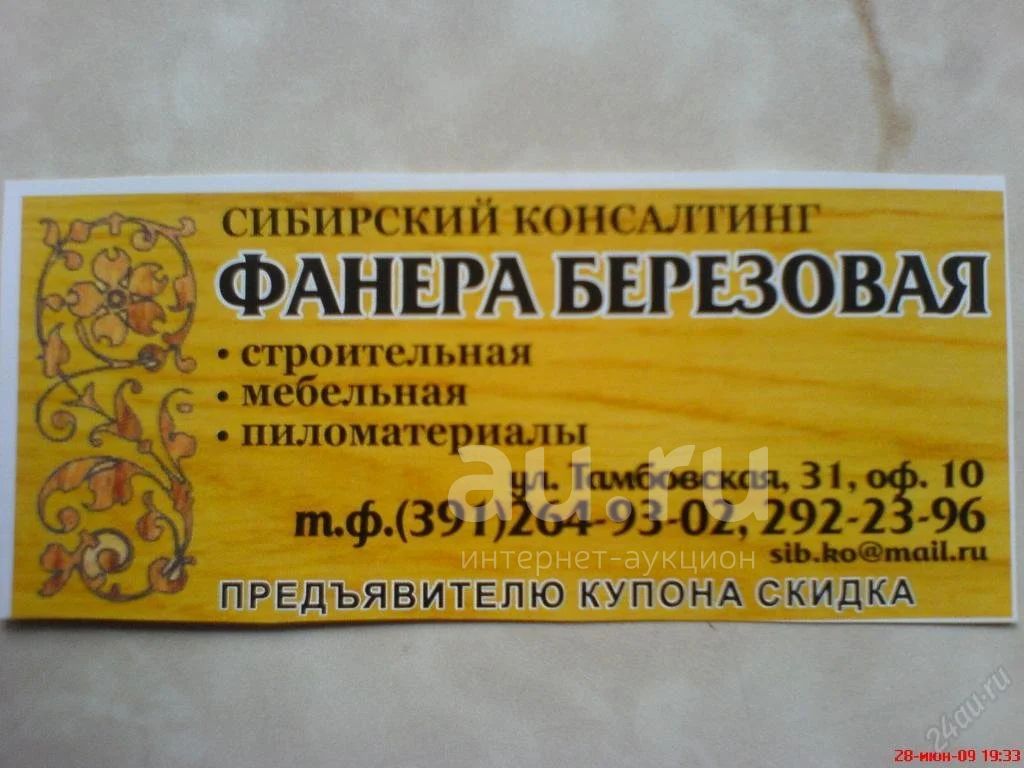 СИБИРСКИЙ КОНСАЛТИНГ
ФАНЕРА БЕРЕЗОВАЯ
• строительная
• мебельная
• пиломатериалы
ул. Тамбовская, 31, оф. 10
т.ф.(391)264-93-02, 292-23-96
sib.ko@mail.ru
ПРЕДЪЯВИТЕЛЮ КУПОНА СКИДКА
au.ru
интернет-аукцион
24au.ru
28-июн-09 19:33